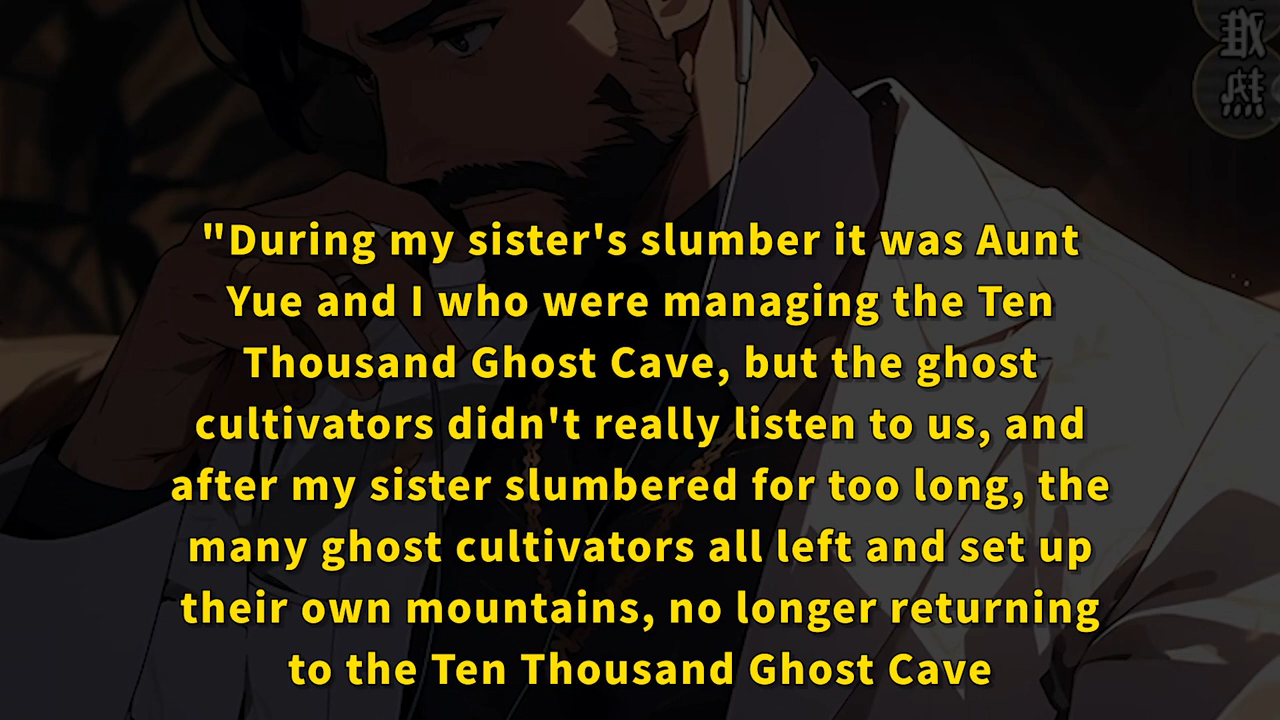 "During my sister's slumber it was Aunt
Yue and I who were managing the Ten
Thousand Ghost Cave, but the ghost
cultivators didn't really listen to us, and
after my sister slumbered for too long, the
many ghost cultivators all left and set up
their own mountains, no longer returning
to the Ten Thousand Ghost Cave